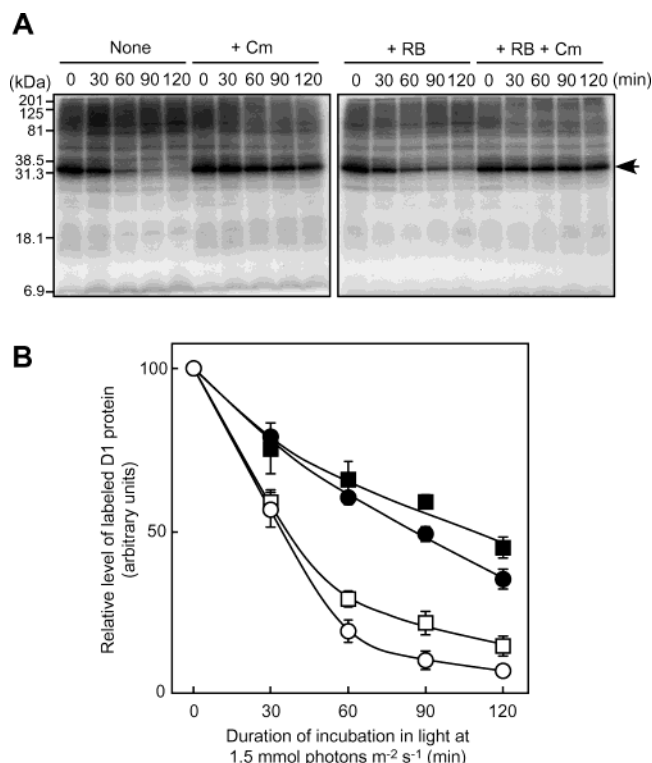 A
None + Cm + RB + RB + Cm
(kDa) 0 30 60 90 120 0 30 60 90 120 0 30 60 90 120 0 30 60 90 120 (min)
201
125
81
38.5
31.3
18.1
6.9
B
Relative level of labeled D1 protein
(arbitrary units)
100
50
0
0 30 60 90 120
Duration of incubation in light at
1.5 mmol photons m-2 s-1 (min)